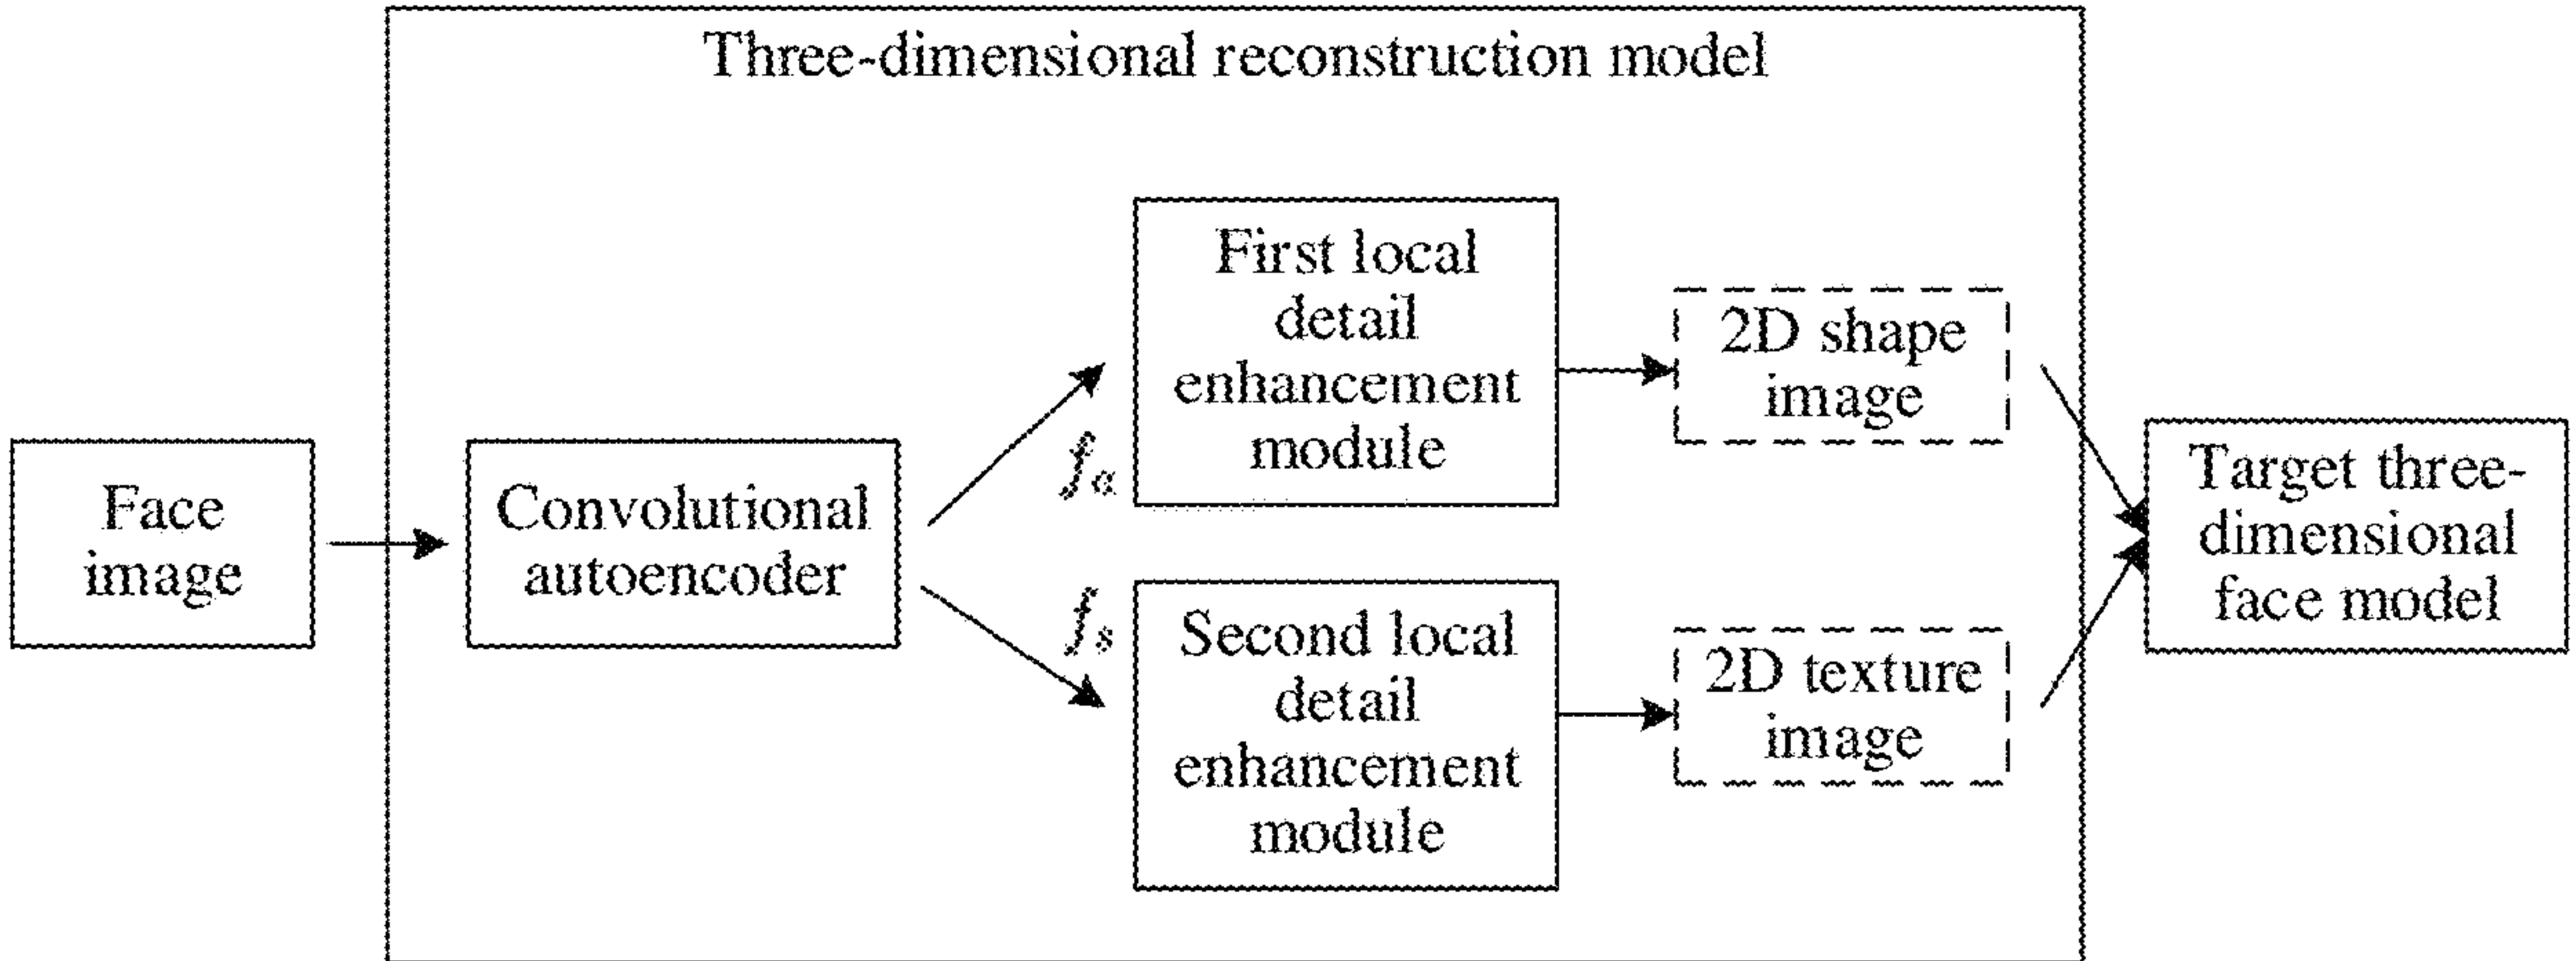 Three-dimensional reconstruction model
Face
image
Convolutional
autoencoder
fα
fs
First local
detail
enhancement
module
2D shape
image
Second local
detail
enhancement
module
2D texture
image
Target three-
dimensional
face model